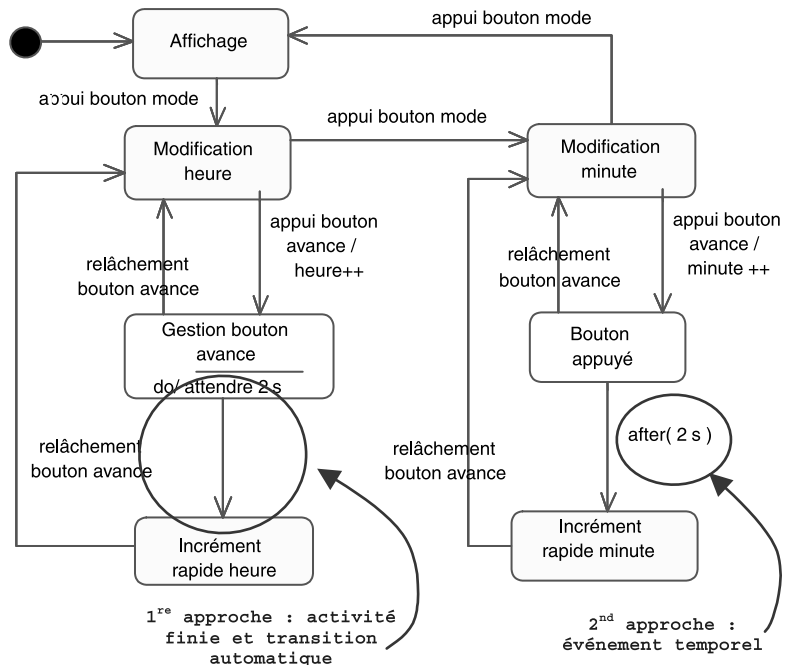 Affichage
appui bouton mode
appui bouton mode
Modification
heure
appui bouton mode
Modification
minute
relâchement
bouton avance
appui bouton
avance /
heure++
relâchement
bouton avance
appui bouton
avance /
minute ++
Gestion bouton
avance
do/ attendre 2 s
Bouton
appuyé
relâchement
bouton avance
relâchement
bouton avance
after( 2 s )
Incrément
rapide heure
Incrément
rapide minute
1re approche : activité
finie et transition
automatique
2nd approche :
événement temporel